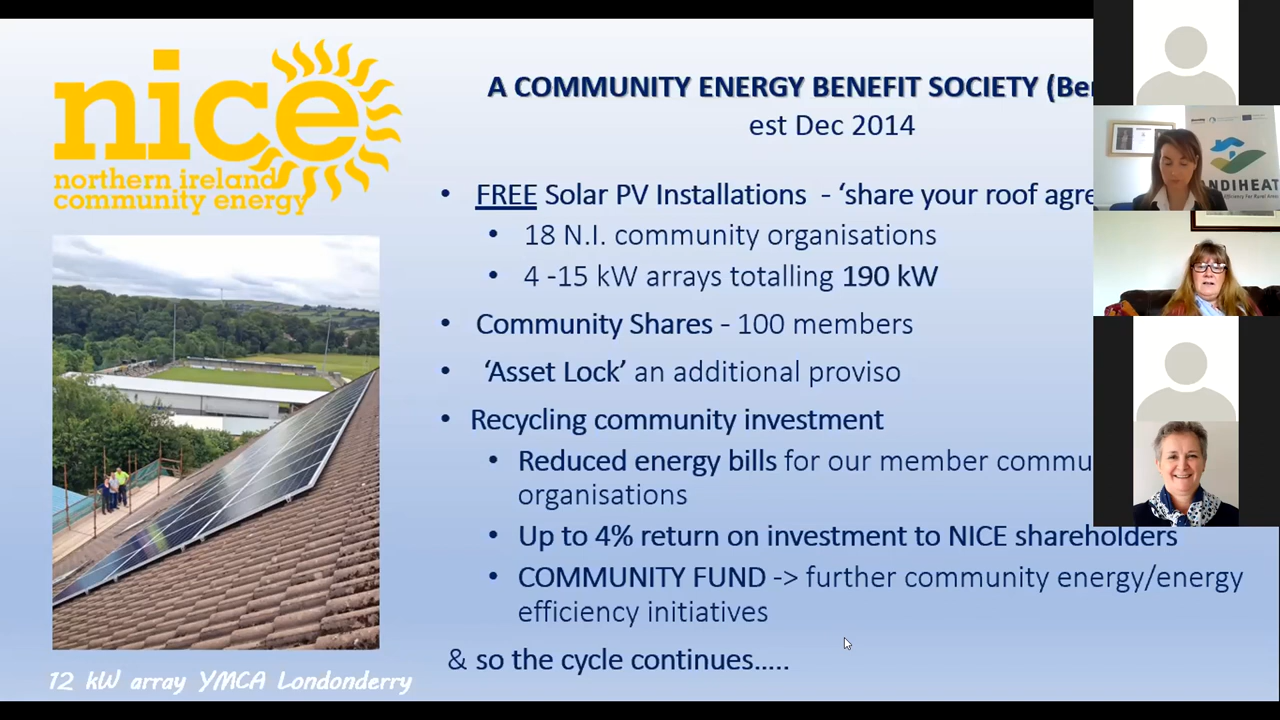 nice
northern ireland
community energy
A COMMUNITY ENERGY BENEFIT SOCIETY (Be
est Dec 2014
• FREE Solar PV Installations - ‘share your roof agre
• 18 N.I. community organisations
• 4 -15 kW arrays totalling 190 kW
• Community Shares - 100 members
• ‘Asset Lock’ an additional proviso
• Recycling community investment
• Reduced energy bills for our member commu
organisations
• Up to 4% return on investment to NICE shareholders
• COMMUNITY FUND -> further community energy/energy
efficiency initiatives
& so the cycle continues.....
12 kW array YMCA Londonderry
NDIHEAT